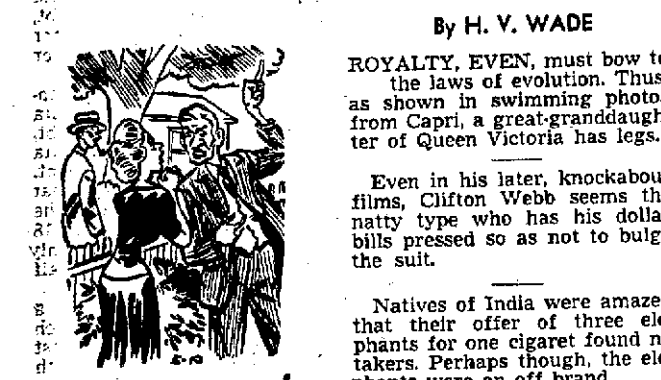 By H. V. WADE
ROYALTY, EVEN, must bow t
the laws of evolution. Thus
as shown in swimming photo
from Capri, a great-granddaugh
ter of Queen Victoria has legs.
Even in his later, knockabou
films, Clifton Webb seems th
natty type who has his dolla
bills pressed so as not to bulg
the suit.
Natives of India were amaze
that their offer of three ele
phants for one cigaret found n
takers. Perhaps though, the el
phants were an off brand